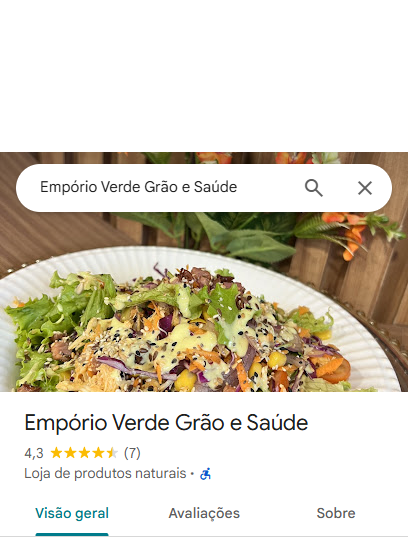 Empório Verde Grão e Saúde
Empório Verde Grão e Saúde
4,3 (7)
Loja de produtos naturais ·
Visão geral Avaliações Sobre